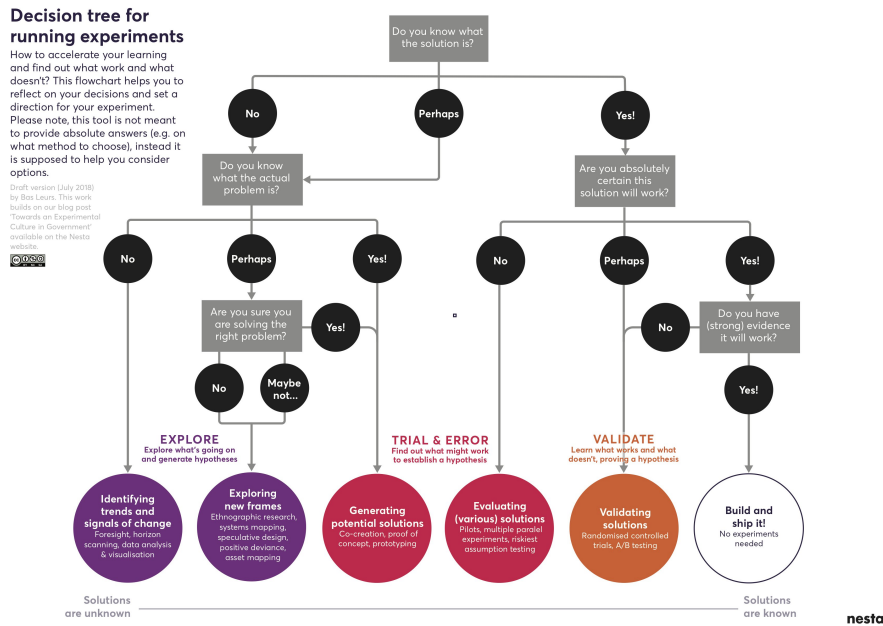 Decision tree for
running experiments
How to accelerate your learning
and find out what work and what
doesn't? This flowchart helps you to
reflect on your decisions and set a
direction for your experiment.
Please note, this tool is not meant
to provide absolute answers (e.g. on
what method to choose), instead it
is supposed to help you consider
options.
Draft version (July 2018)
by Bas Leurs. This work
builds on our blog post
'Towards an Experimental
Culture in Government'
available on the Nesta
website.
Do you know what
the solution is?
No
Perhaps
Yes!
Do you know
what the actual
problem is?
Are you absolutely
certain this
solution will work?
No
Perhaps
Yes!
No
Perhaps
Yes!
Are you sure you
are solving the
right problem?
Yes!
No
Do you have
(strong) evidence
it will work?
No
Maybe
not...
Yes!
EXPLORE
Explore what's going on
and generate hypotheses
TRIAL & ERROR
Find out what might work
to establish a hypothesis
VALIDATE
Learn what works and what
doesn't, proving a hypothesis
Identifying
trends and
signals of change
Foresight, horizon
scanning, data analysis
& visualisation
Exploring
new frames
Ethnographic research,
systems mapping,
speculative design,
positive deviance,
asset mapping
Generating
potential solutions
Co-creation, proof of
concept, prototyping
Evaluating
(various) solutions
Pilots, multiple paralel
experiments, riskiest
assumption testing
Validating
solutions
Randomised controlled
trials, A/B testing
Build and
ship it!
No experiments
needed
Solutions
are unknown
Solutions
are known
nesta